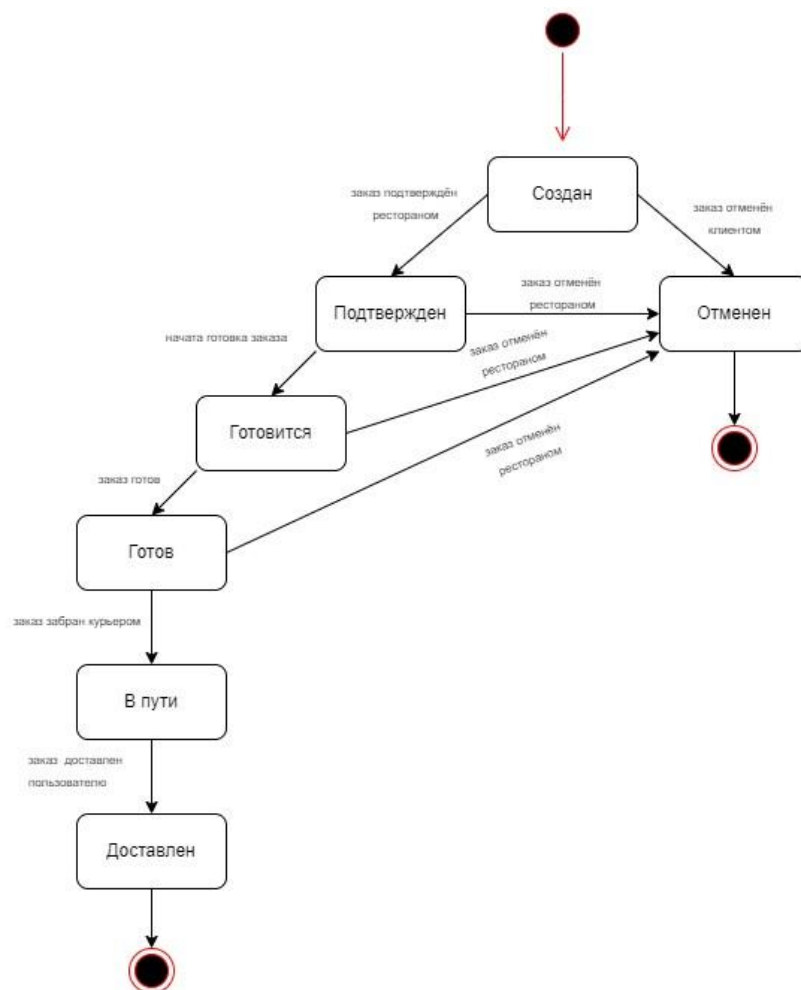 Создан
заказ подтверждён
рестораном
заказ отменён
клиентом
Подтвержден
заказ отменён
рестораном
Отменен
начата готовка заказа
заказ отменён
рестораном
Готовится
заказ готов
заказ отменён
рестораном
Готов
заказ забран курьером
В пути
заказ доставлен
пользователю
Доставлен